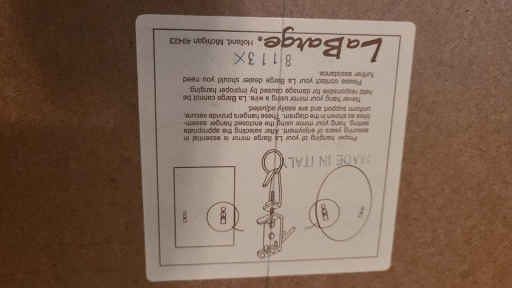 MADE IN ITALY
Proper hanging of your La Barge mirror is essential in
assuring years of enjoyment. After selecting the appropriate
setting, hang your mirror using the enclosed hanger assem-
blies as shown in the diagram. These hangers provide secure,
uniform support and are easily adjusted.
Never hang your mirror using a wire. La Barge cannot be
held responsible for damage caused by improper hanging.
Please contact your La Barge dealer should you need
further assistance.
8113X
LaBarge. Holland, Michigan 49423